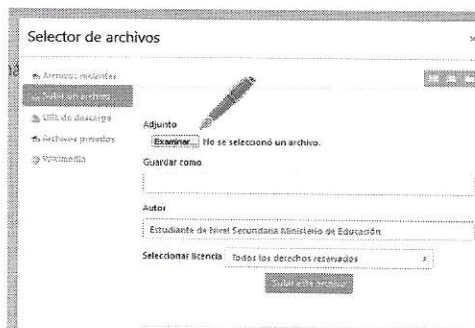 Selector de archivos
×
Archivos recientes
Subir un archivo
URL de descarga
Archivos privados
Wikimedia
Adjunto
Examinar... No se seleccionó un archivo.
Guardar como
Autor
Estudiante de Nivel Secundaria Ministerio de Educación
Seleccionar licencia Todos los derechos reservados
Subir este archivo